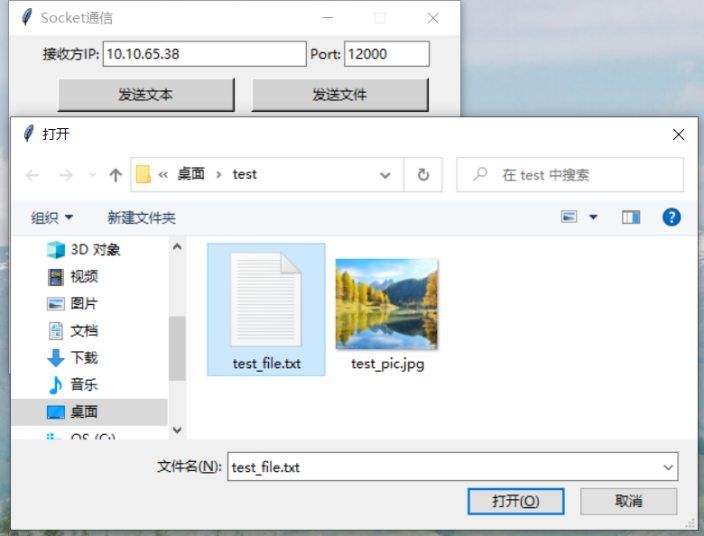 Socket通信
接收方IP: 10.10.65.38 Port: 12000
发送文本 发送文件
打开
« 桌面 › test 在 test 中搜索
组织 新建文件夹
3D 对象
视频
图片
文档
下载
音乐
桌面
OS (C:)
test_file.txt test_pic.jpg
文件名(N): test_file.txt
打开(O) 取消